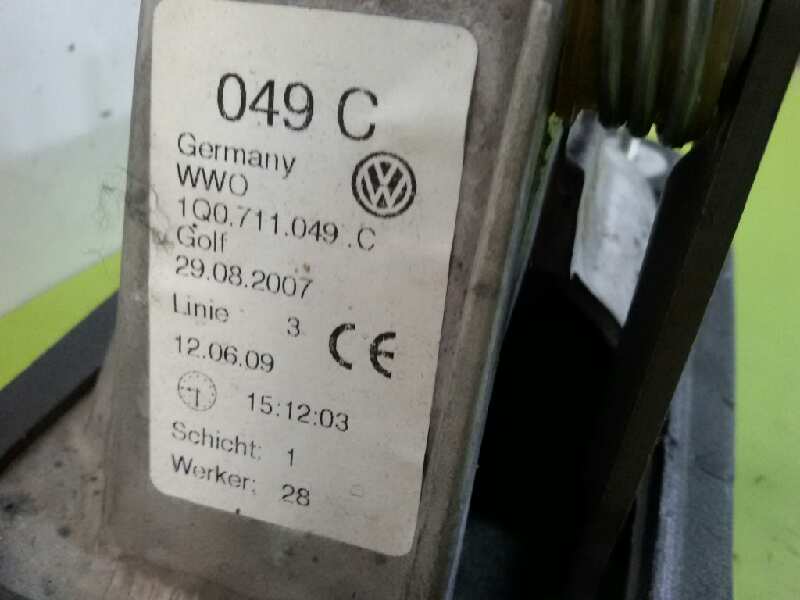 049 C
Germany
WWO
1Q0.711.049 .C
Golf
29.08.2007
Linie 3
12.06.09
CE
15:12:03
Schicht: 1
Werker: 28